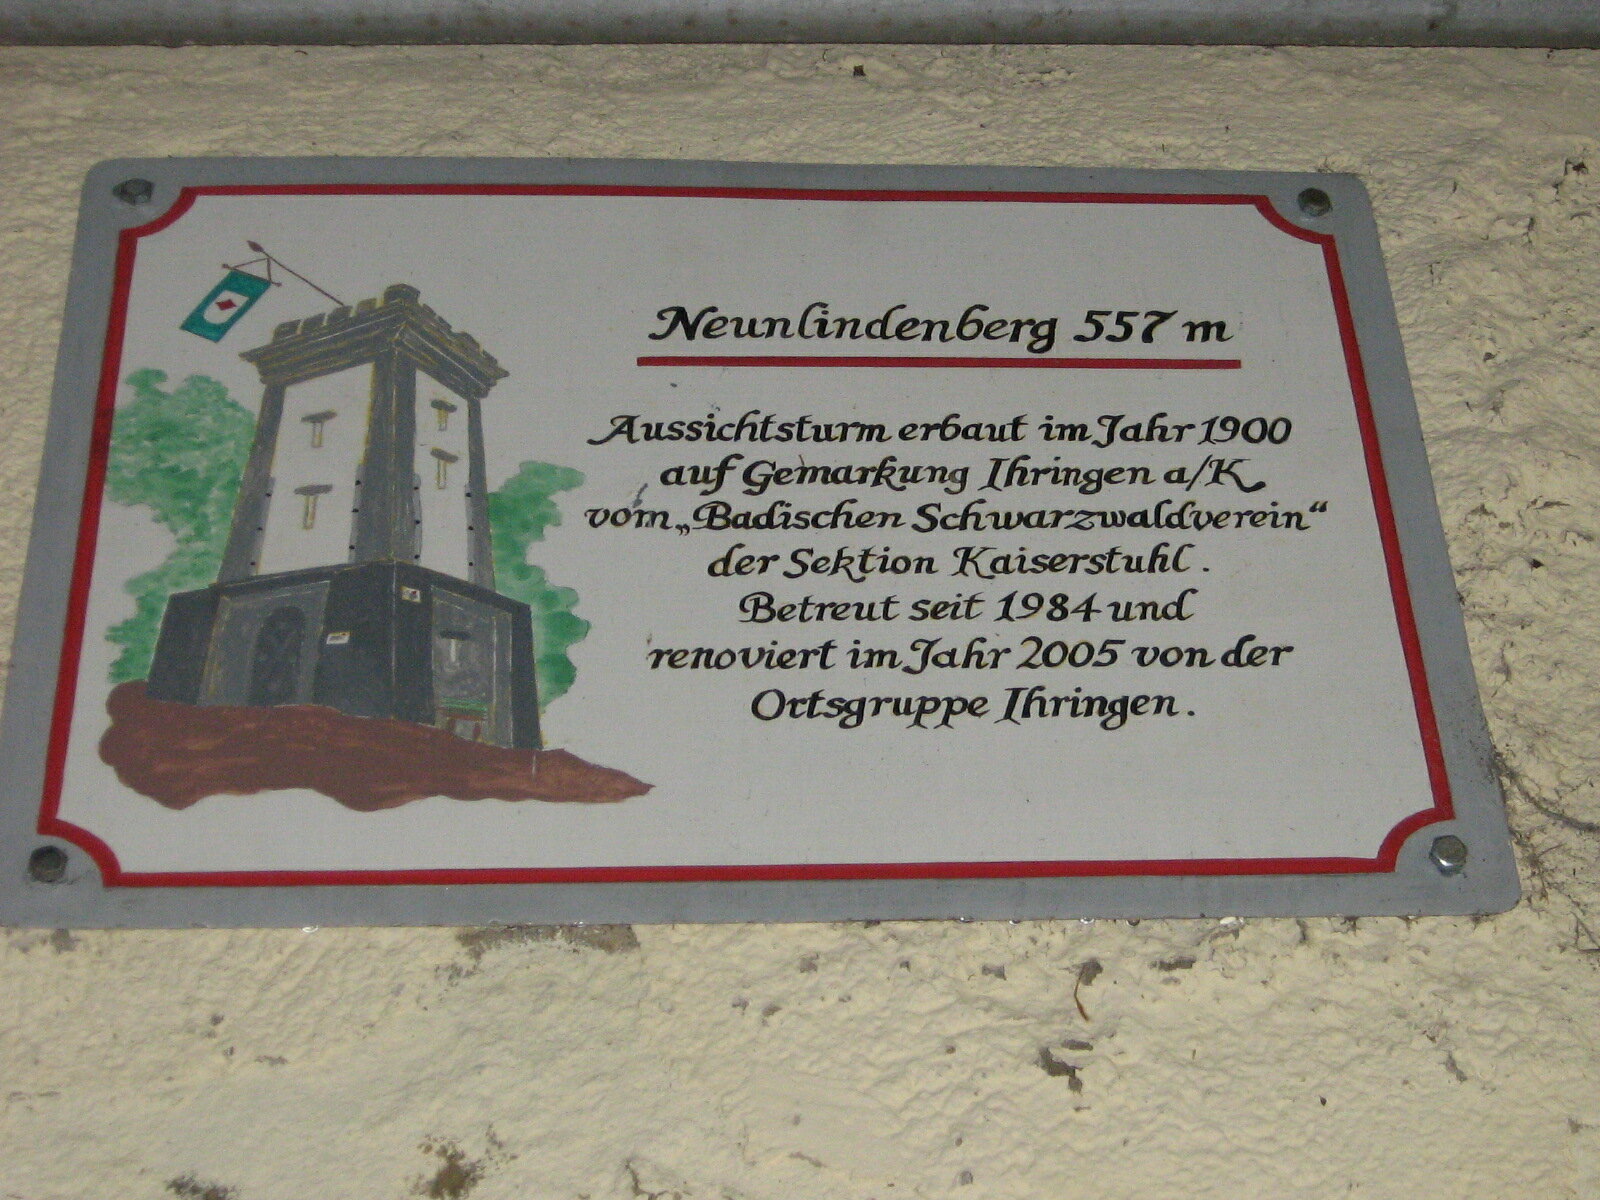 Neunlindenberg 557 m
Aussichtsturm erbaut im Jahr 1900
auf Gemarkung Ihringen a/K
vom „Badischen Schwarzwaldverein“
der Sektion Kaiserstuhl.
Betreut seit 1984 und
renoviert im Jahr 2005 von der
Ortsgruppe Ihringen.